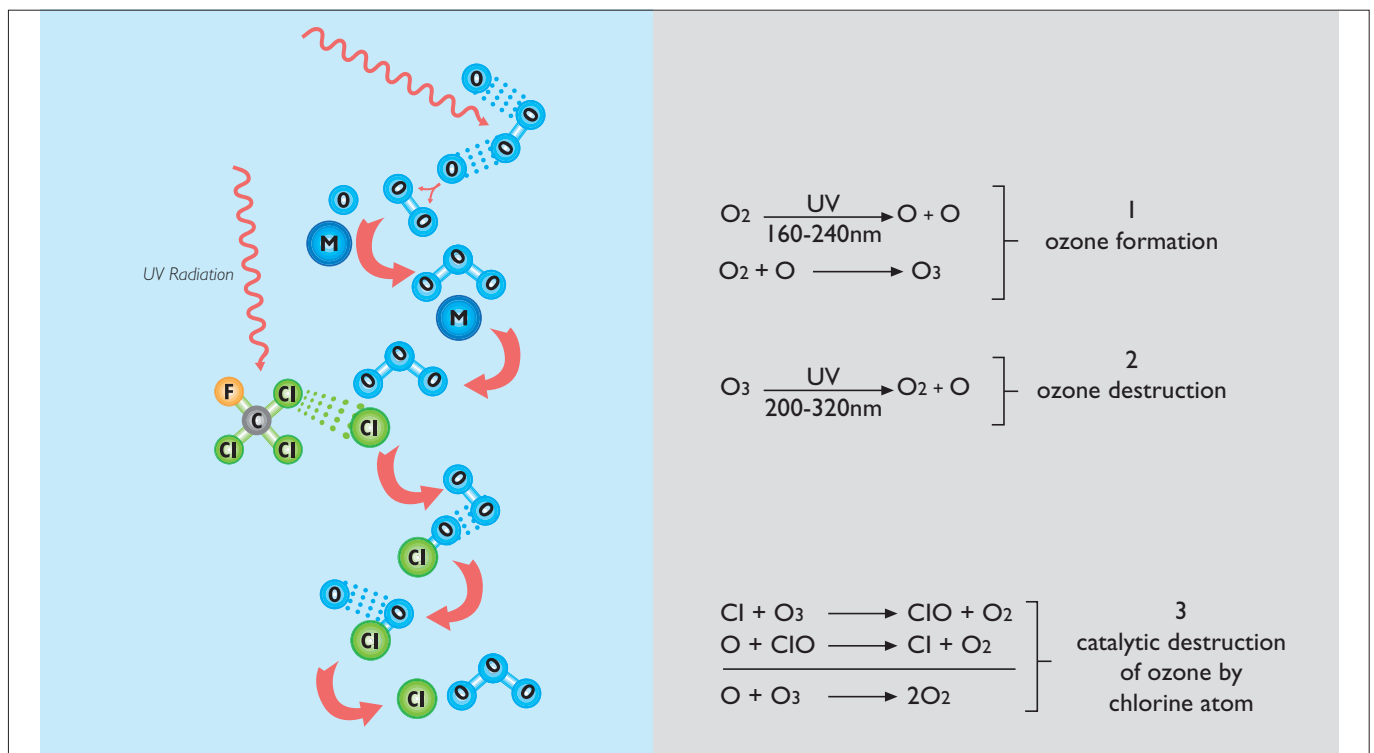 O
O
O
O
O
O
O
M
UV Radiation
O
O
O
M
O
O
O
F
Cl
C
Cl
Cl
Cl
O
O
O
Cl
O
O
Cl
Cl
O
O
O
O₂ UV 160-240nm O + O
O₂ + O O₃
1
ozone formation
O₃ UV 200-320nm O₂ + O
2
ozone destruction
Cl + O₃ ClO + O₂
O + ClO Cl + O₂
O + O₃ 2O₂
3
catalytic destruction
of ozone by
chlorine atom